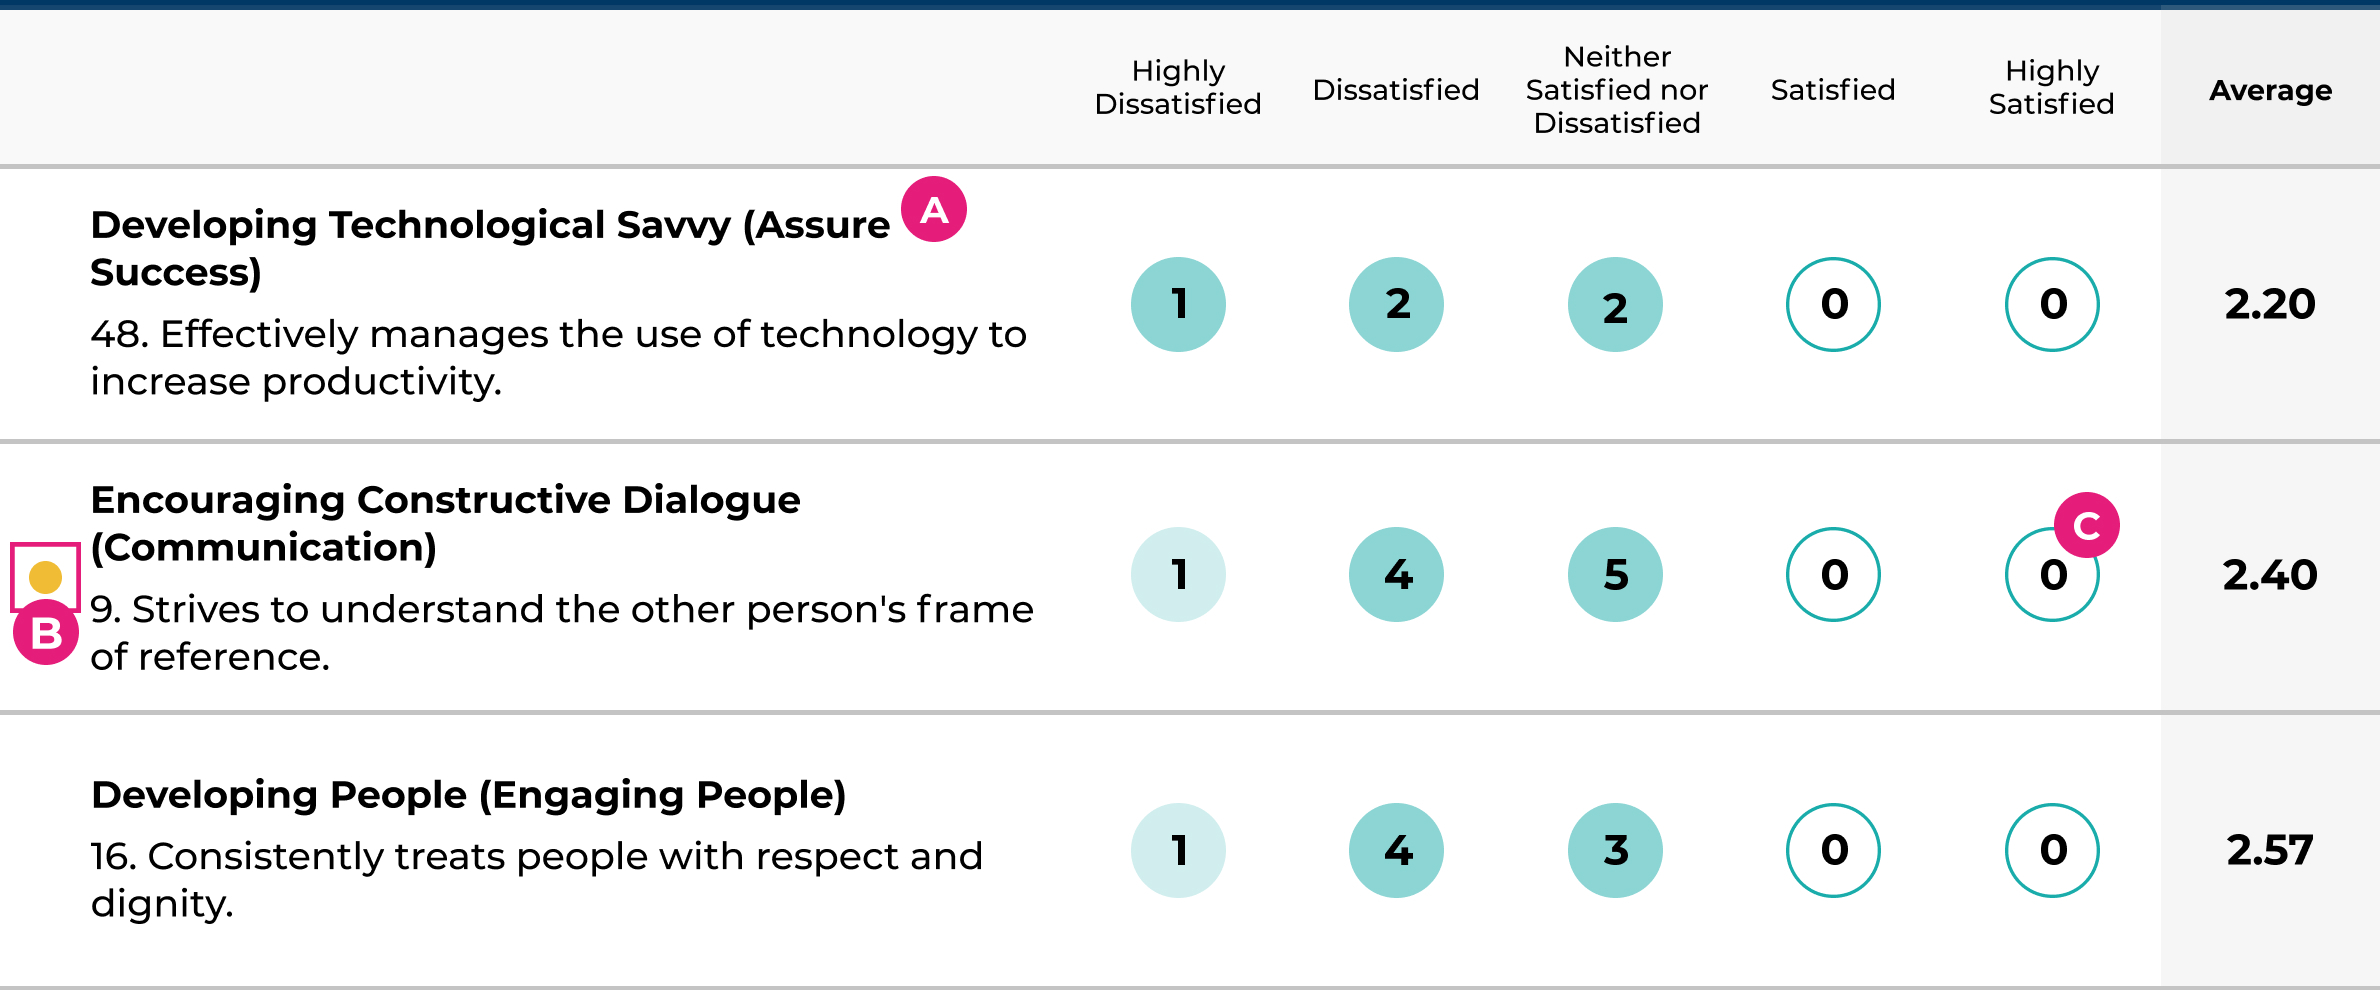 Highly
Dissatisfied
Dissatisfied
Neither
Satisfied nor
Dissatisfied
Satisfied
Highly
Satisfied
Average
Developing Technological Savvy (Assure
Success)
A
48. Effectively manages the use of technology to
increase productivity.
1 2 2 0 0 2.20
Encouraging Constructive Dialogue
(Communication)
B
9. Strives to understand the other person's frame
of reference.
1 4 5 0 0 2.40
C
Developing People (Engaging People)
16. Consistently treats people with respect and
dignity.
1 4 3 0 0 2.57